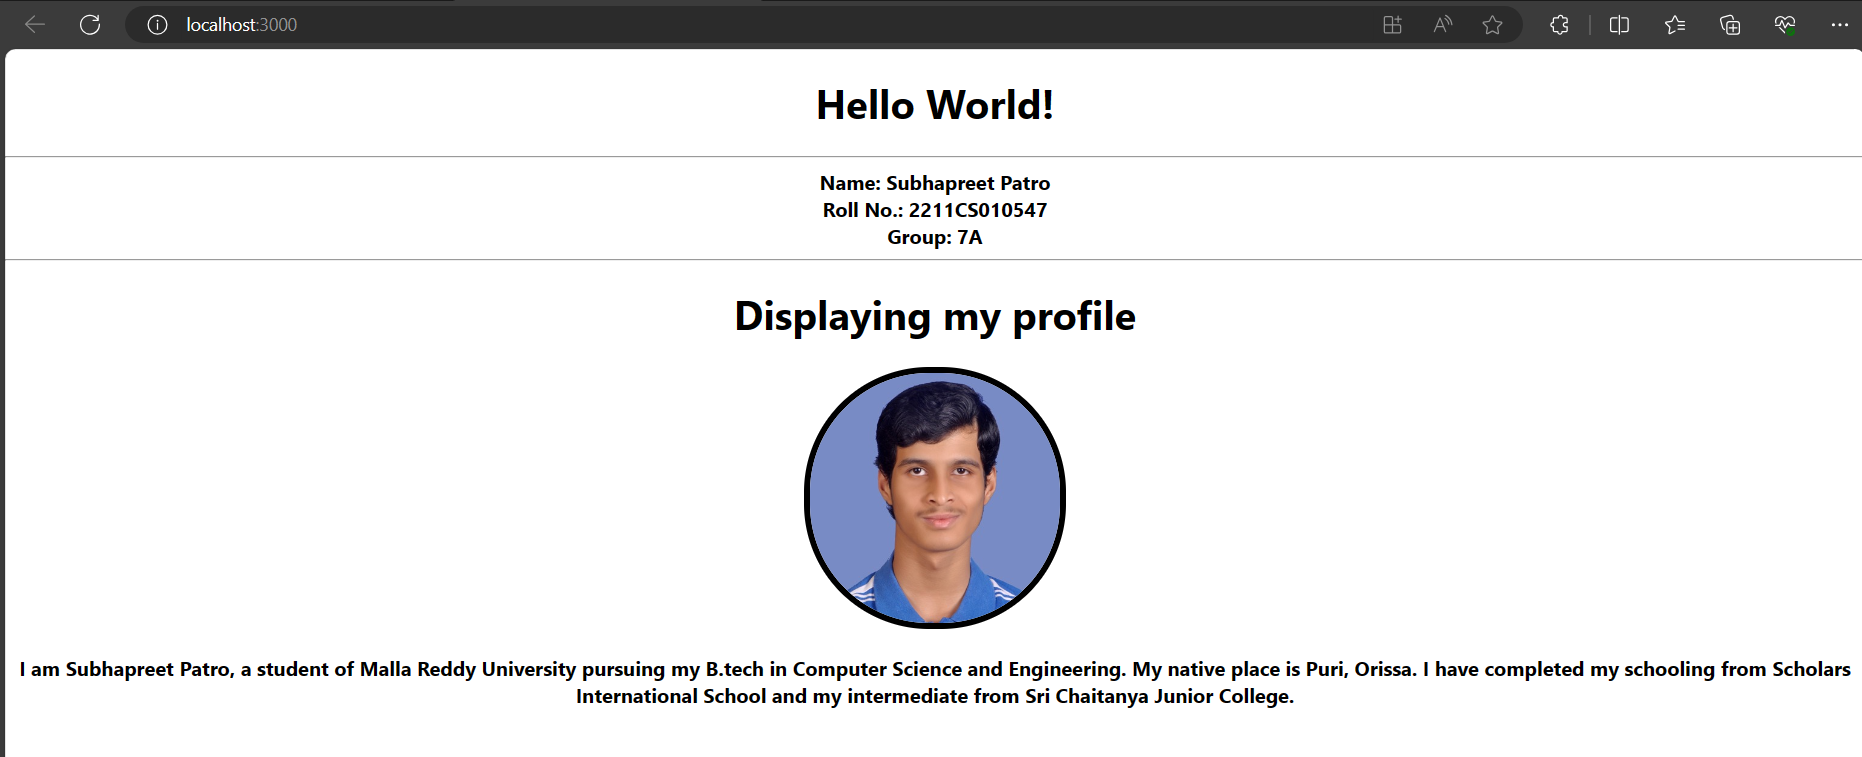 localhost:3000
Hello World!
Name: Subhapreet Patro
Roll No.: 2211CS010547
Group: 7A
Displaying my profile
I am Subhapreet Patro, a student of Malla Reddy University pursuing my B.tech in Computer Science and Engineering. My native place is Puri, Orissa. I have completed my schooling from Scholars
International School and my intermediate from Sri Chaitanya Junior College.